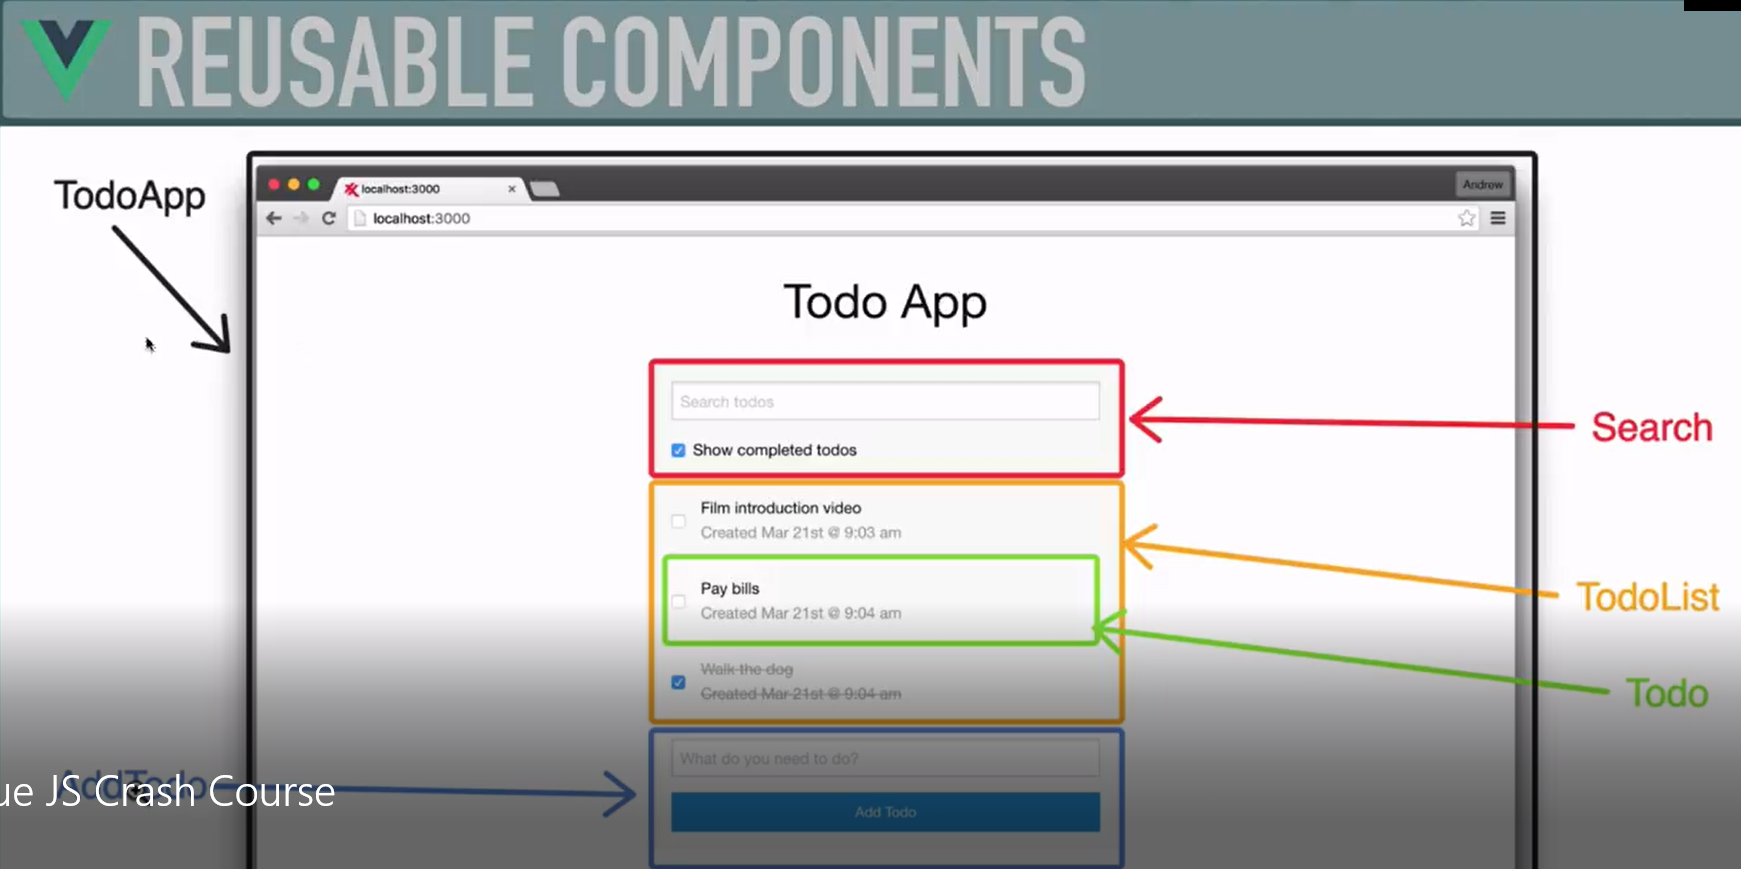 REUSABLE COMPONENTS
TodoApp
localhost:3000
Andrew
localhost:3000
Todo App
Search todos
Show completed todos
Search
Film introduction video
Created Mar 21st @ 9:03 am
TodoList
Pay bills
Created Mar 21st @ 9:04 am
Todo
Walk the dog
Created Mar 21st @ 9:04 am
What do you need to do?
AddTodo
ue JS Crash Course
Add Todo